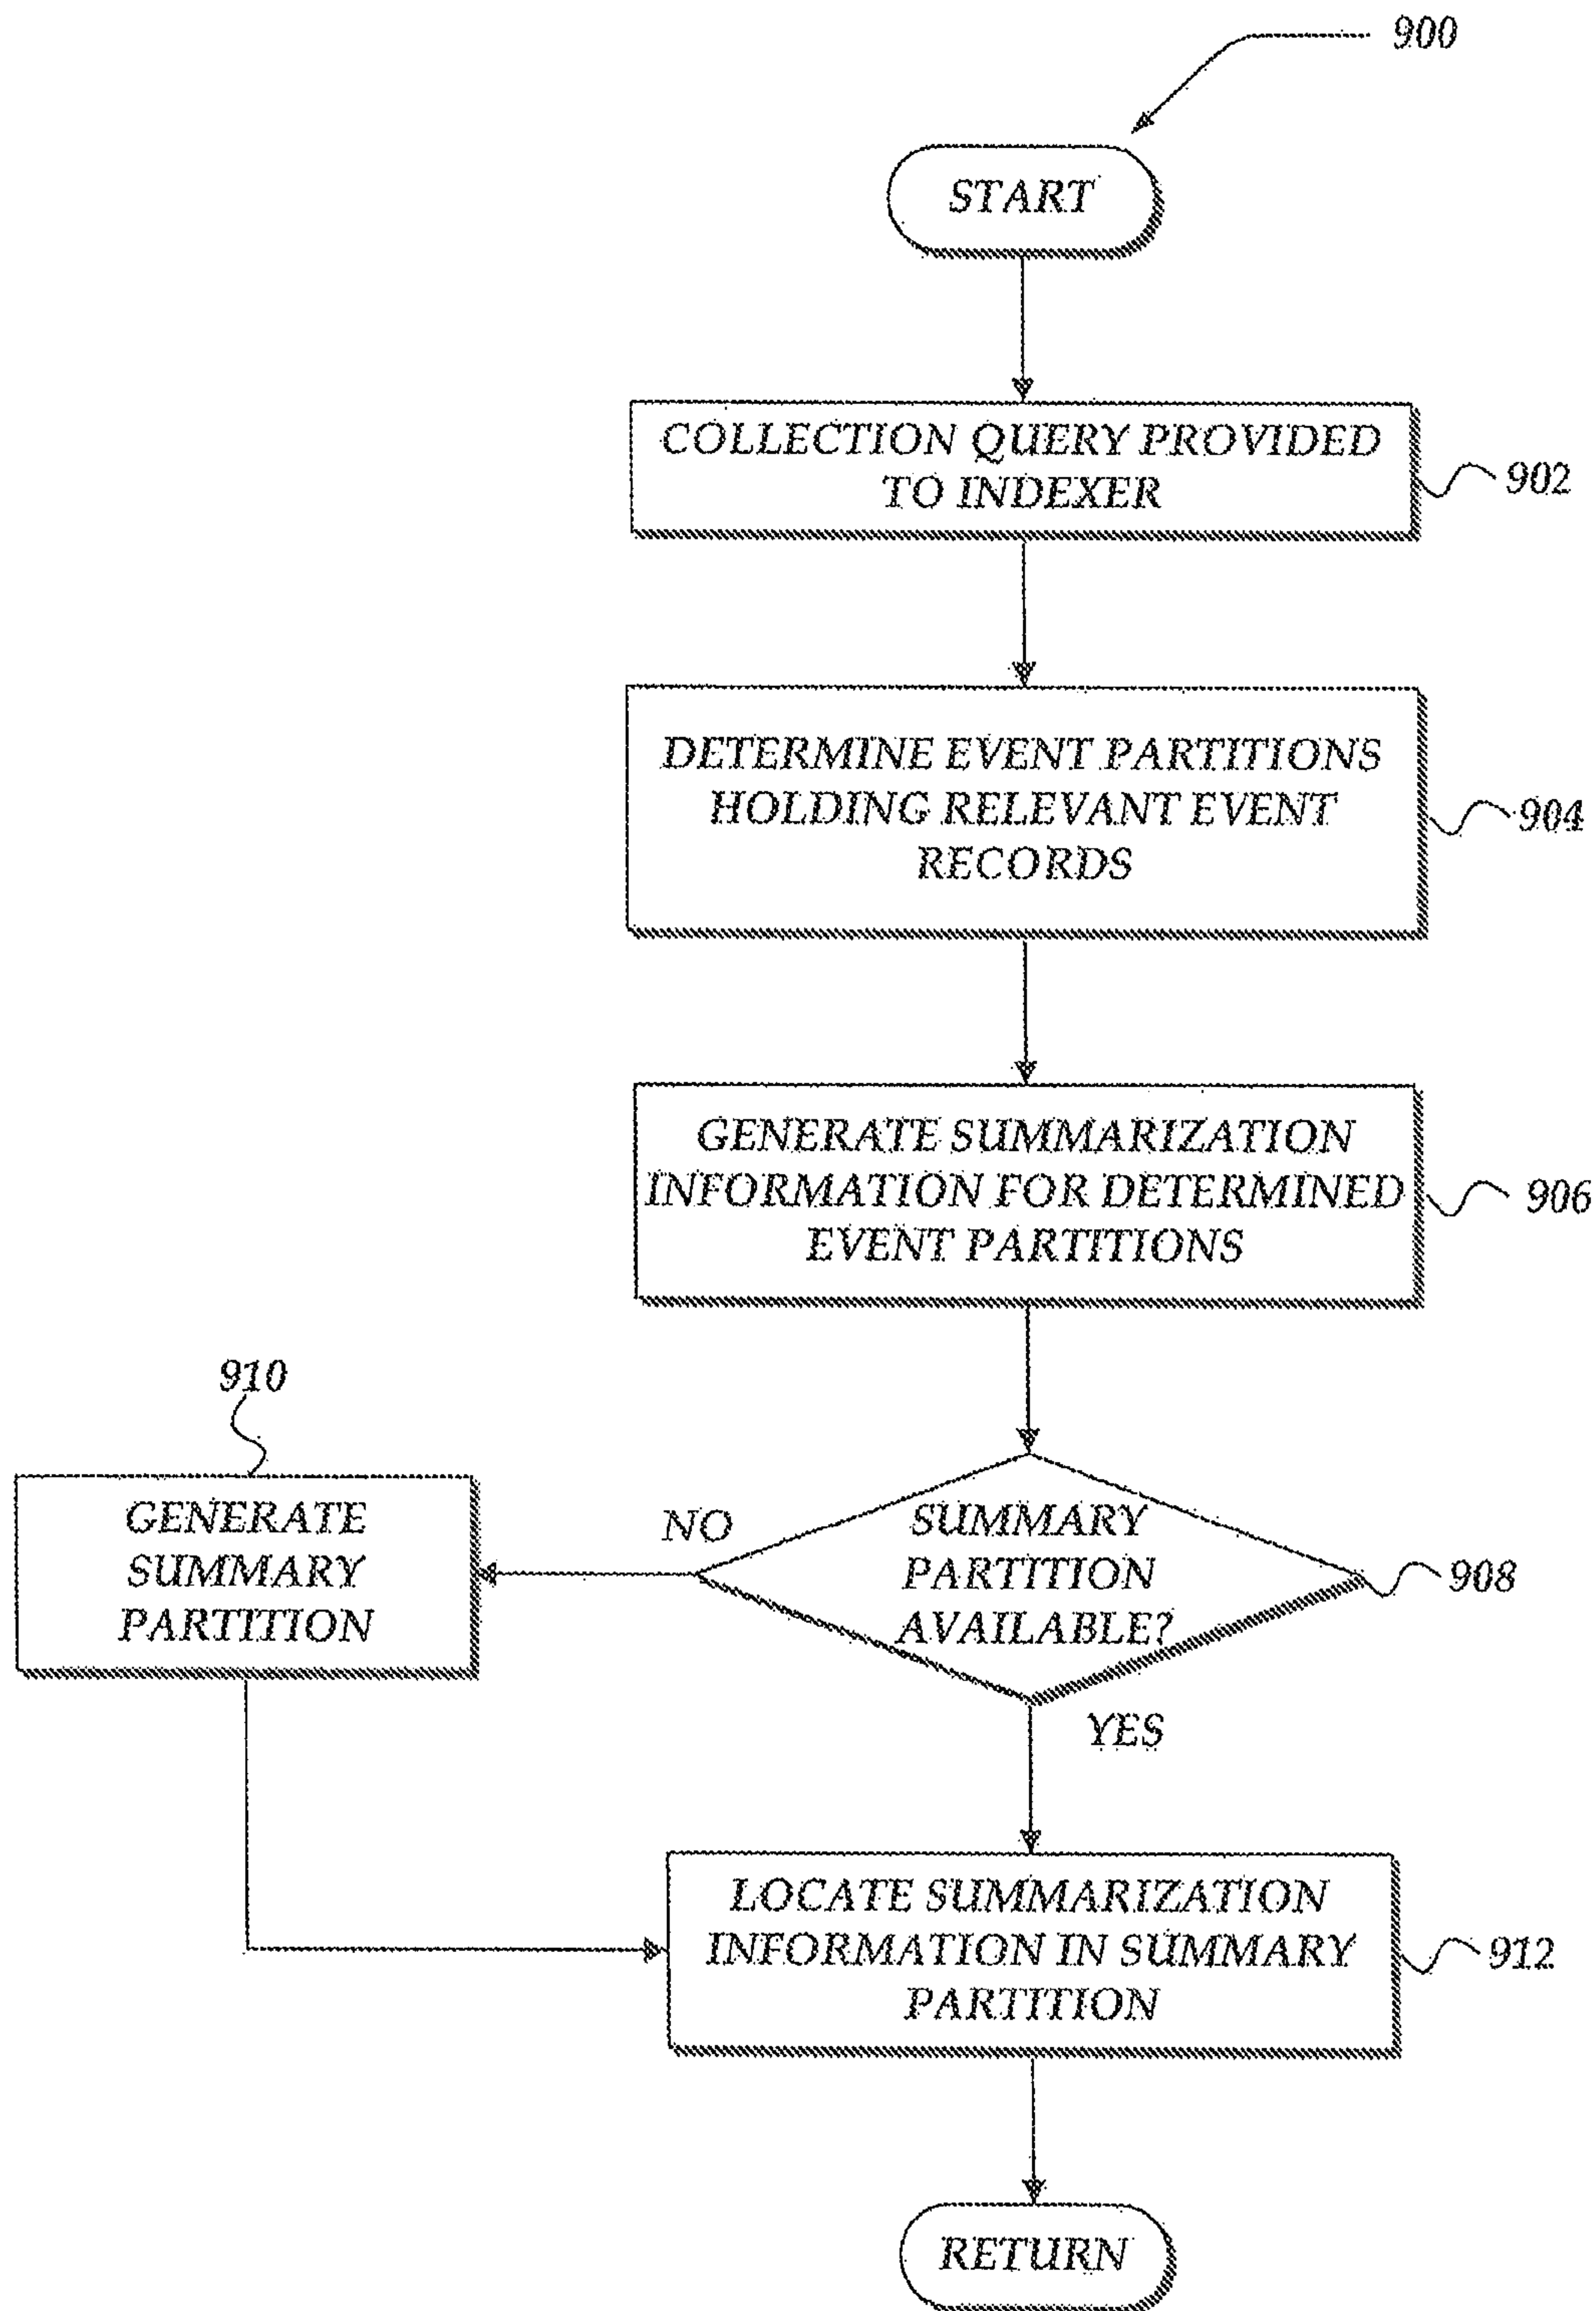 900
START
COLLECTION QUERY PROVIDED
TO INDEXER
902
DETERMINE EVENT PARTITIONS
HOLDING RELEVANT EVENT
RECORDS
904
GENERATE SUMMARIZATION
INFORMATION FOR DETERMINED
EVENT PARTITIONS
906
910
GENERATE
SUMMARY
PARTITION
NO
SUMMARY
PARTITION
AVAILABLE?
908
YES
LOCATE SUMMARIZATION
INFORMATION IN SUMMARY
PARTITION
912
RETURN